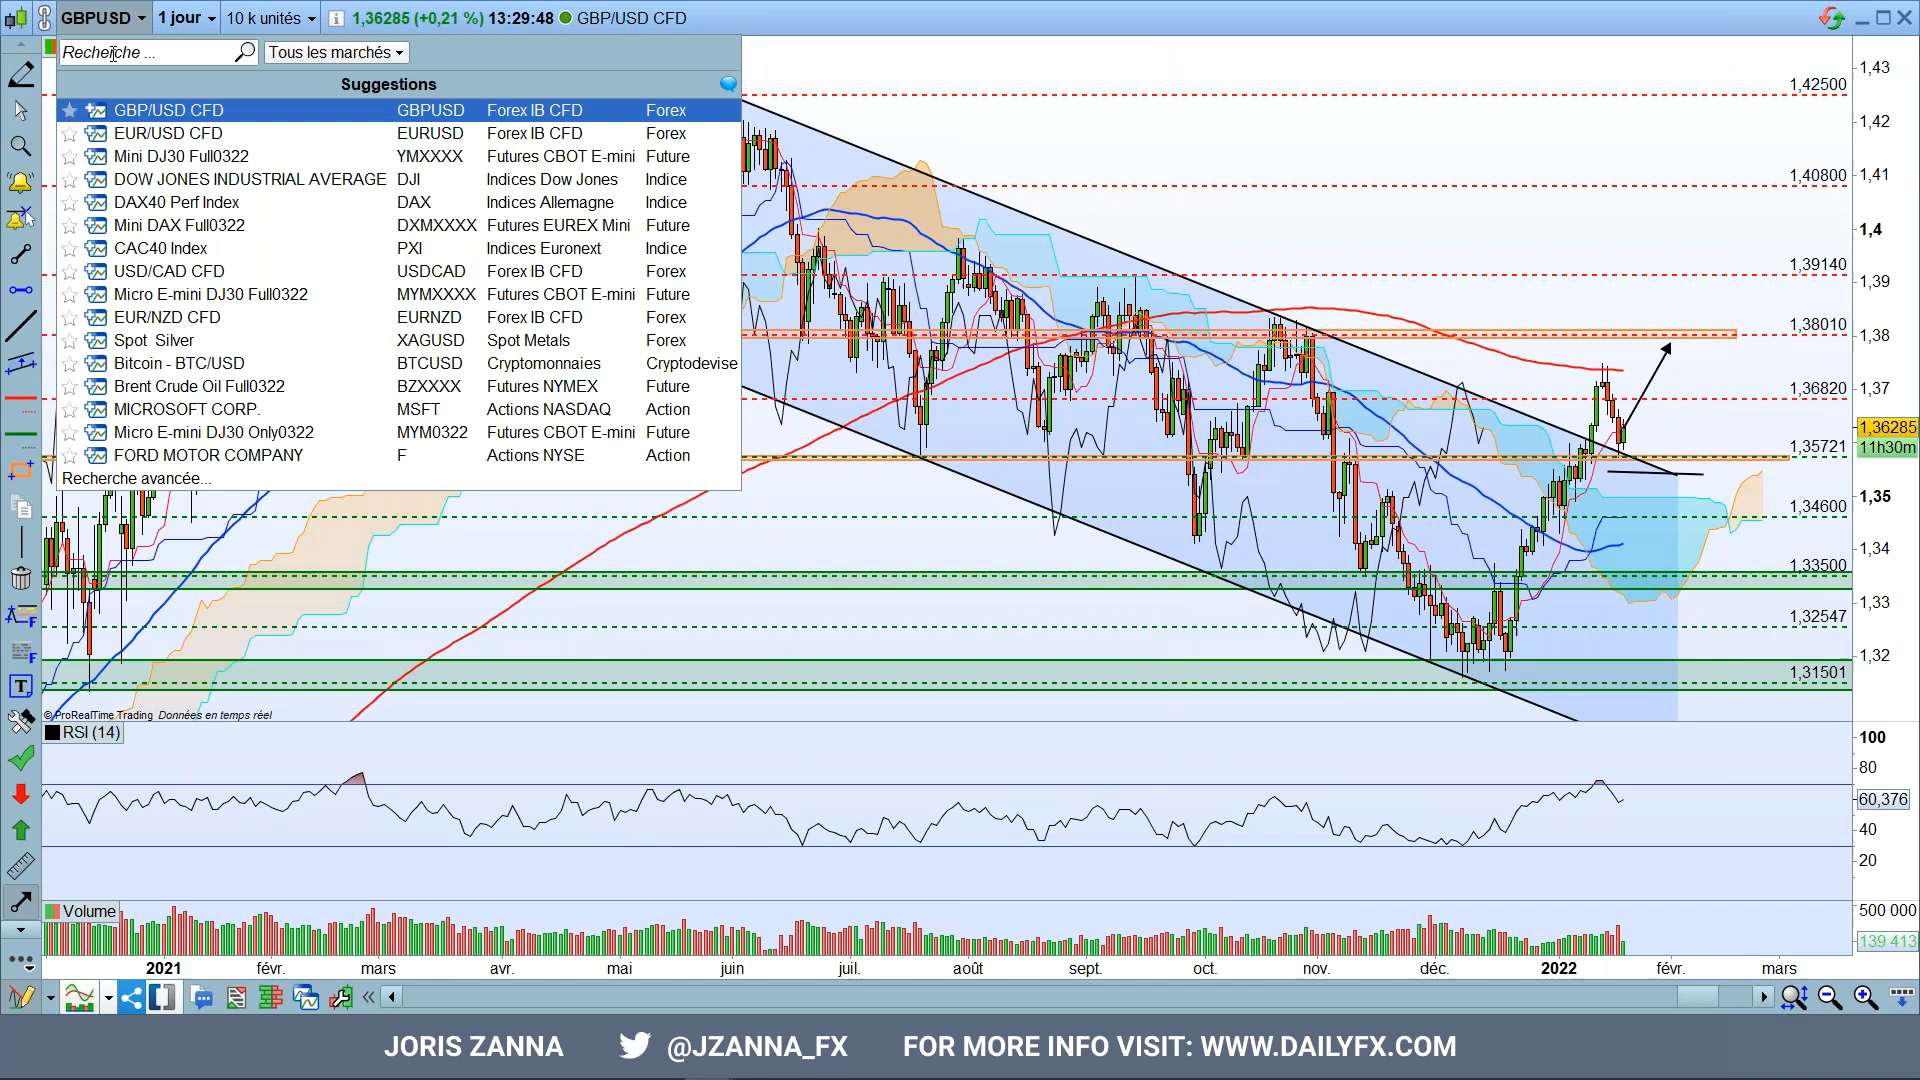 GBPUSD 1 jour 10 k unités 1,36285 (+0,21 %) 13:29:48 GBP/USD CFD
Recherche ... Tous les marchés
Suggestions
GBP/USD CFD GBPUSD Forex IB CFD Forex
EUR/USD CFD EURUSD Forex IB CFD Forex
Mini DJ30 Full0322 YMXXXX Futures CBOT E-mini Future
DOW JONES INDUSTRIAL AVERAGE DJI Indices Dow Jones Indice
DAX40 Perf Index DAX Indices Allemagne Indice
Mini DAX Full0322 DXMXXXX Futures EUREX Mini Future
CAC40 Index PXI Indices Euronext Indice
USD/CAD CFD USDCAD Forex IB CFD Forex
Micro E-mini DJ30 Full0322 MYMXXXX Futures CBOT E-mini Future
EUR/NZD CFD EURNZD Forex IB CFD Forex
Spot Silver XAGUSD Spot Metals Forex
Bitcoin - BTC/USD BTCUSD Cryptomonnaies Cryptodevise
Brent Crude Oil Full0322 BZXXXX Futures NYMEX Future
MICROSOFT CORP. MSFT Actions NASDAQ Action
Micro E-mini DJ30 Only0322 MYM0322 Futures CBOT E-mini Future
FORD MOTOR COMPANY F Actions NYSE Action
Recherche avancée...
1,42500
1,40800
1,39140
1,38010
1,36820
1,35721
1,34600
1,33500
1,32547
1,31501
1,43
1,42
1,41
1,4
1,39
1,38
1,37
1,36285
11h30m
1,35
1,34
1,33
1,32
© ProRealTime Trading Données en temps réel
RSI (14)
100
80
60,376
40
20
Volume
500 000
139 413
2021 févr. mars avr. mai juin juil. août sept. oct. nov. déc. 2022 févr. mars
JORIS ZANNA @JZANNA_FX FOR MORE INFO VISIT: WWW.DAILYFX.COM